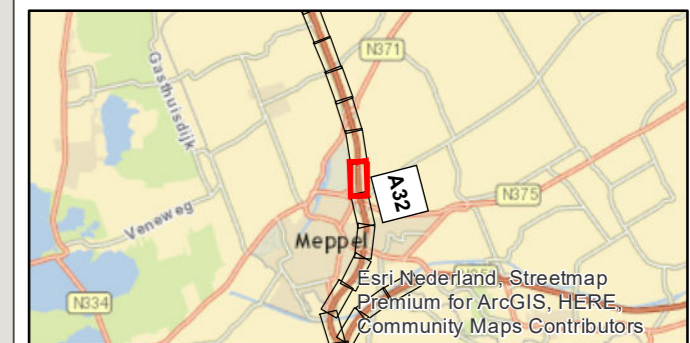 N371
Gasthuisdijk
A32
N375
Veneweg
Meppel
N334
Esri Nederland, Streetmap
Premium for ArcGIS, HERE,
Community Maps Contributors